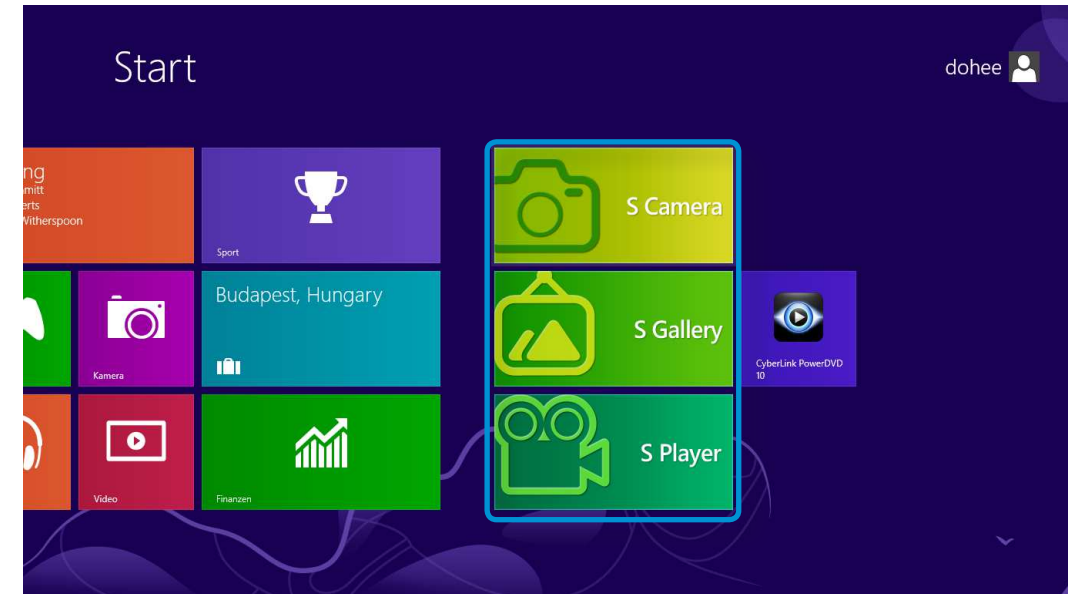 Start
dohee
ng
mitt
erts
Witherspoon
Sport
S Camera
Kamera
Budapest, Hungary
S Gallery
CyberLink PowerDVD
10
Video
Finanzen
S Player